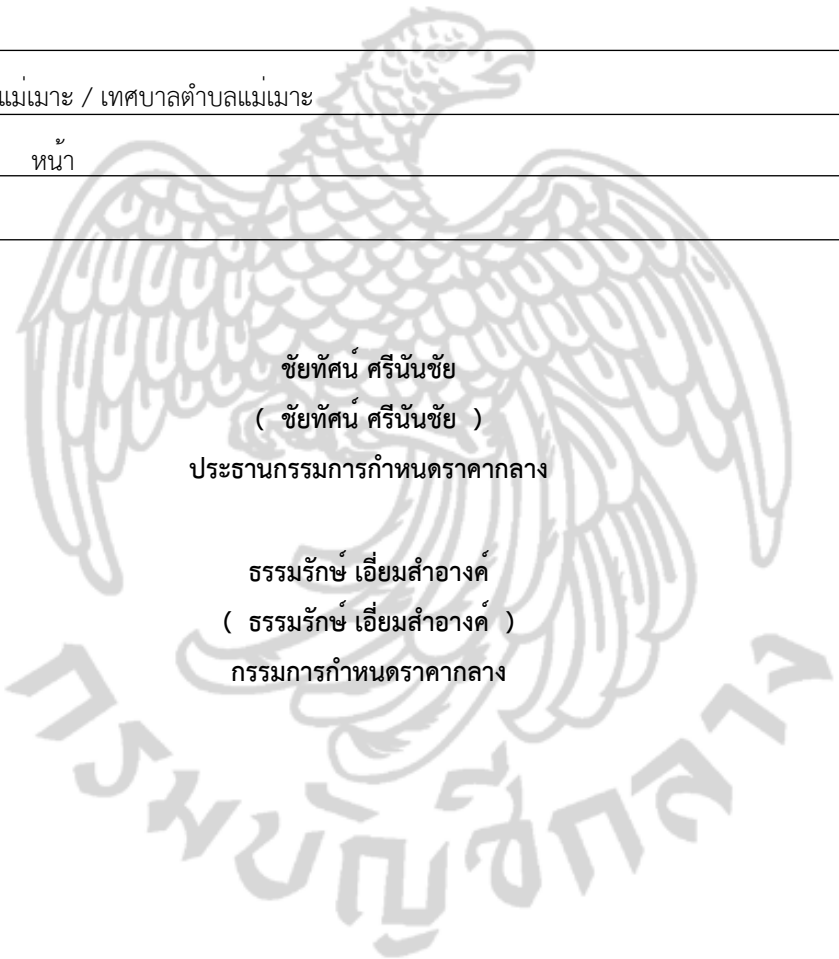 แม่เมาะ / เทศบาลตำบลแม่เมาะ
หน้า
ชัยทัศน์ ศรีนันชัย
( ชัยทัศน์ ศรีนันชัย )
ประธานกรรมการกำหนดราคากลาง
ธรรมรักษ์ เอี่ยมสำอางค์
( ธรรมรักษ์ เอี่ยมสำอางค์ )
กรรมการกำหนดราคากลาง
กรมบัญชีกลาง